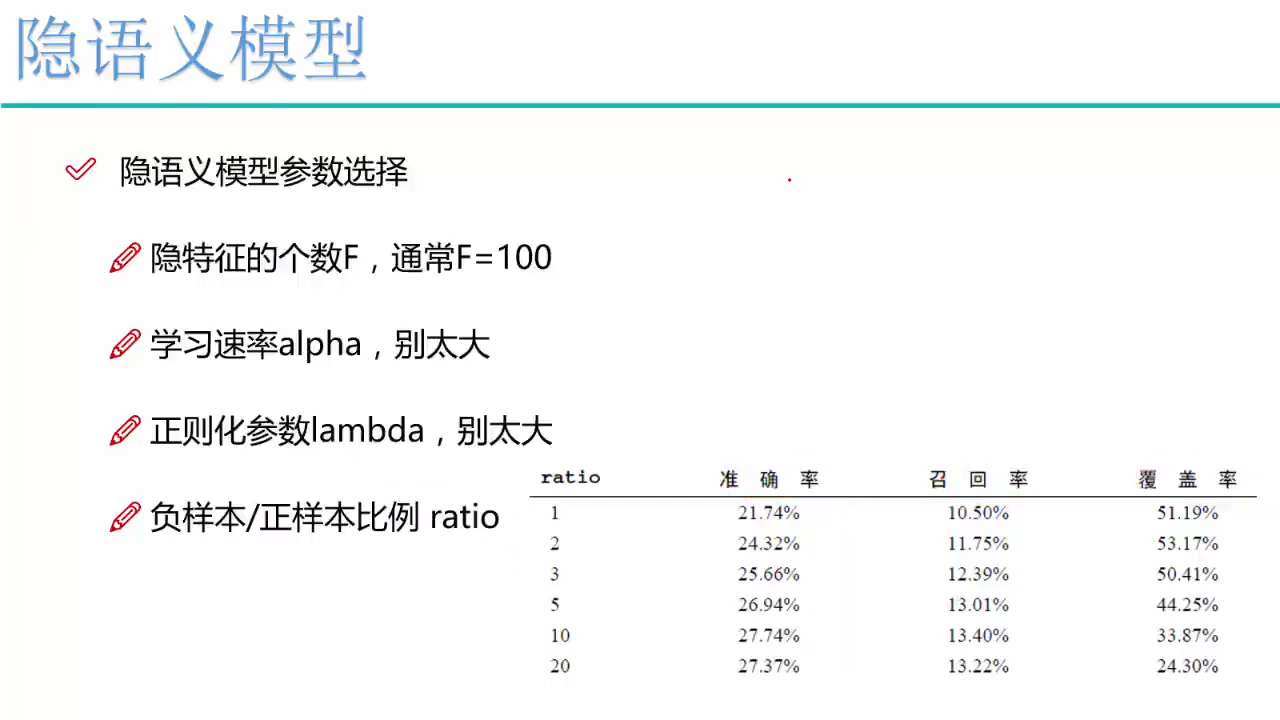 隐语义模型
隐语义模型参数选择
隐特征的个数F，通常F=100
学习速率alpha，别太大
正则化参数lambda，别太大
负样本/正样本比例 ratio
ratio 准确率 召回率 覆盖率
1 21.74% 10.50% 51.19%
2 24.32% 11.75% 53.17%
3 25.66% 12.39% 50.41%
5 26.94% 13.01% 44.25%
10 27.74% 13.40% 33.87%
20 27.37% 13.22% 24.30%